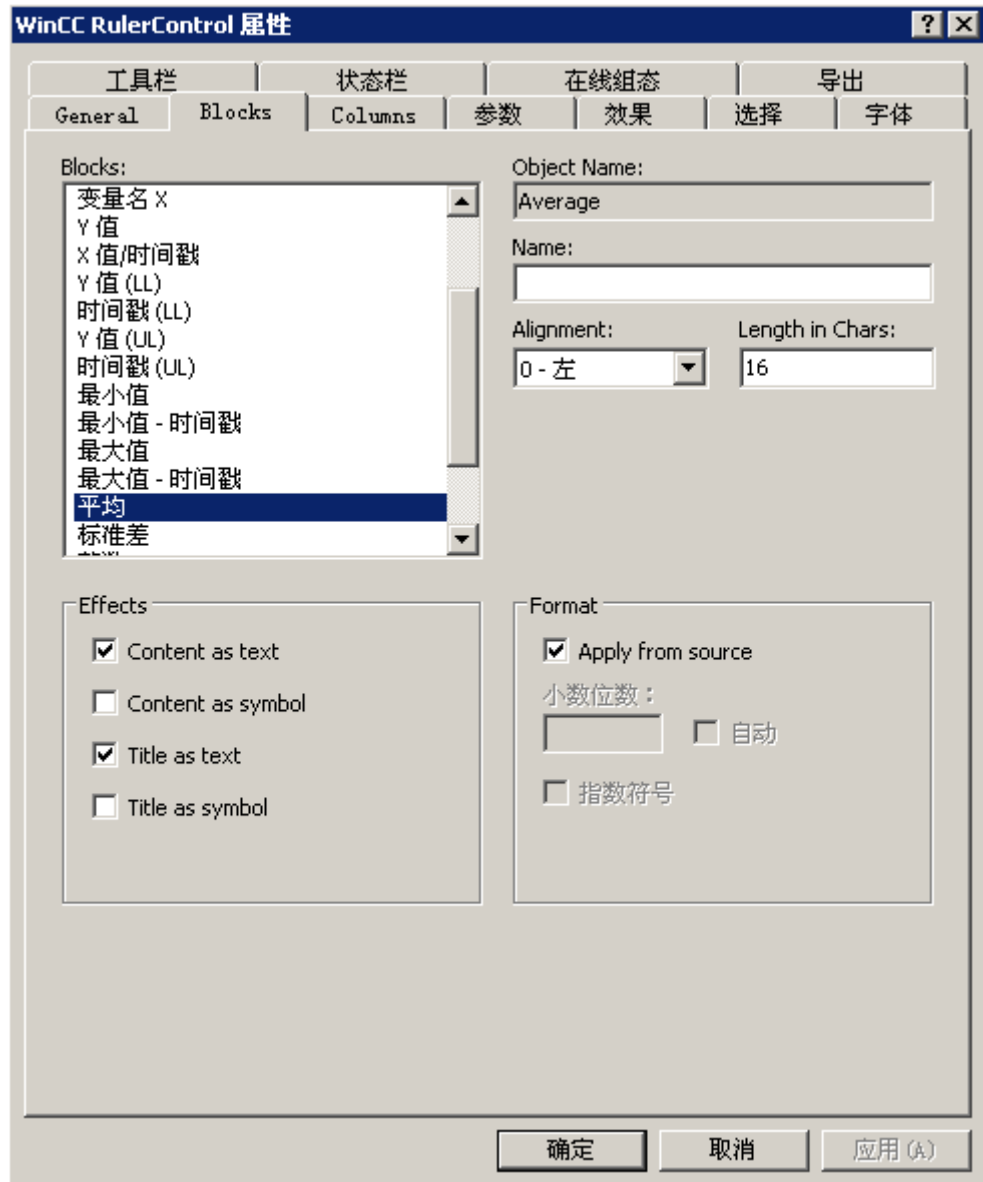 WinCC RulerControl 属性
工具栏 状态栏 在线组态 导出
General Blocks Columns 参数 效果 选择 字体
Blocks:
变量名 X
Y 值
X 值/时间戳
Y 值 (LL)
时间戳 (LL)
Y 值 (UL)
时间戳 (UL)
最小值
最小值 - 时间戳
最大值
最大值 - 时间戳
平均
标准差
Object Name:
Average
Name:
Alignment: Length in Chars:
0 - 左 16
Effects
Content as text
Content as symbol
Title as text
Title as symbol
Format
Apply from source
小数位数：
自动
指数符号
确定 取消 应用(A)